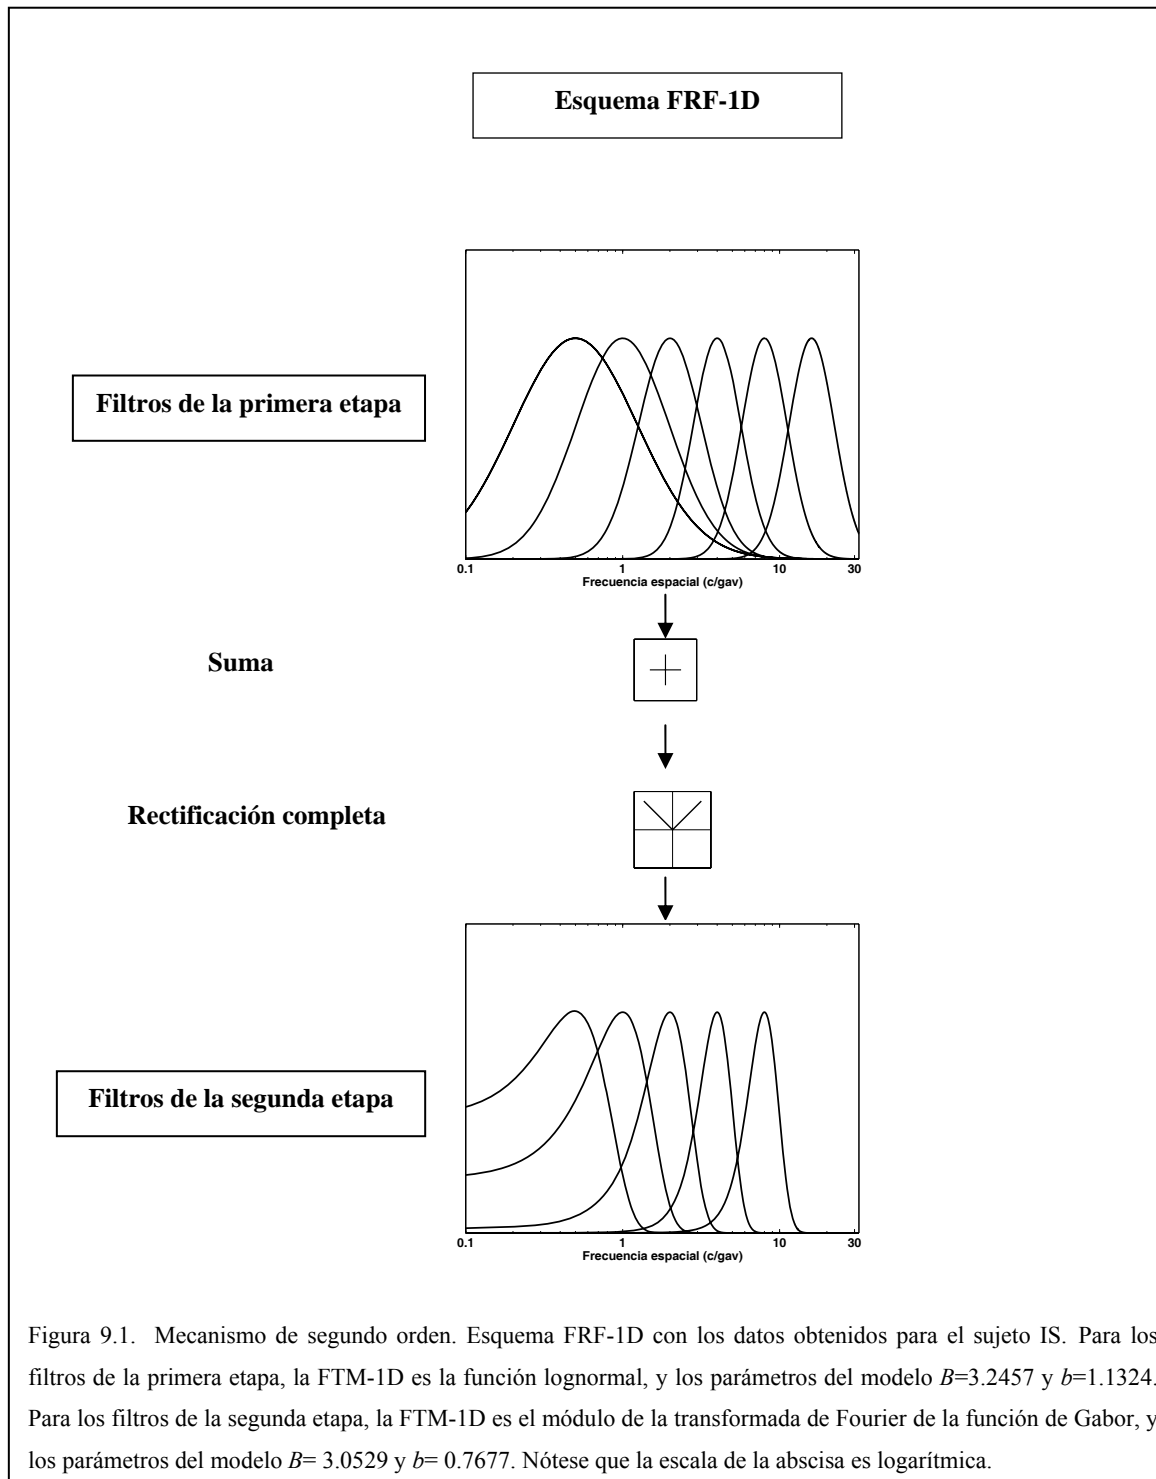 Esquema FRF-1D
Filtros de la primera etapa
0.1 1 10 30
Frecuencia espacial (c/gav)
Suma
Rectificación completa
Filtros de la segunda etapa
0.1 1 10 30
Frecuencia espacial (c/gav)
Figura 9.1. Mecanismo de segundo orden. Esquema FRF-1D con los datos obtenidos para el sujeto IS. Para los
filtros de la primera etapa, la FTM-1D es la función lognormal, y los parámetros del modelo B=3.2457 y b=1.1324.
Para los filtros de la segunda etapa, la FTM-1D es el módulo de la transformada de Fourier de la función de Gabor, y
los parámetros del modelo B= 3.0529 y b= 0.7677. Nótese que la escala de la abscisa es logarítmica.